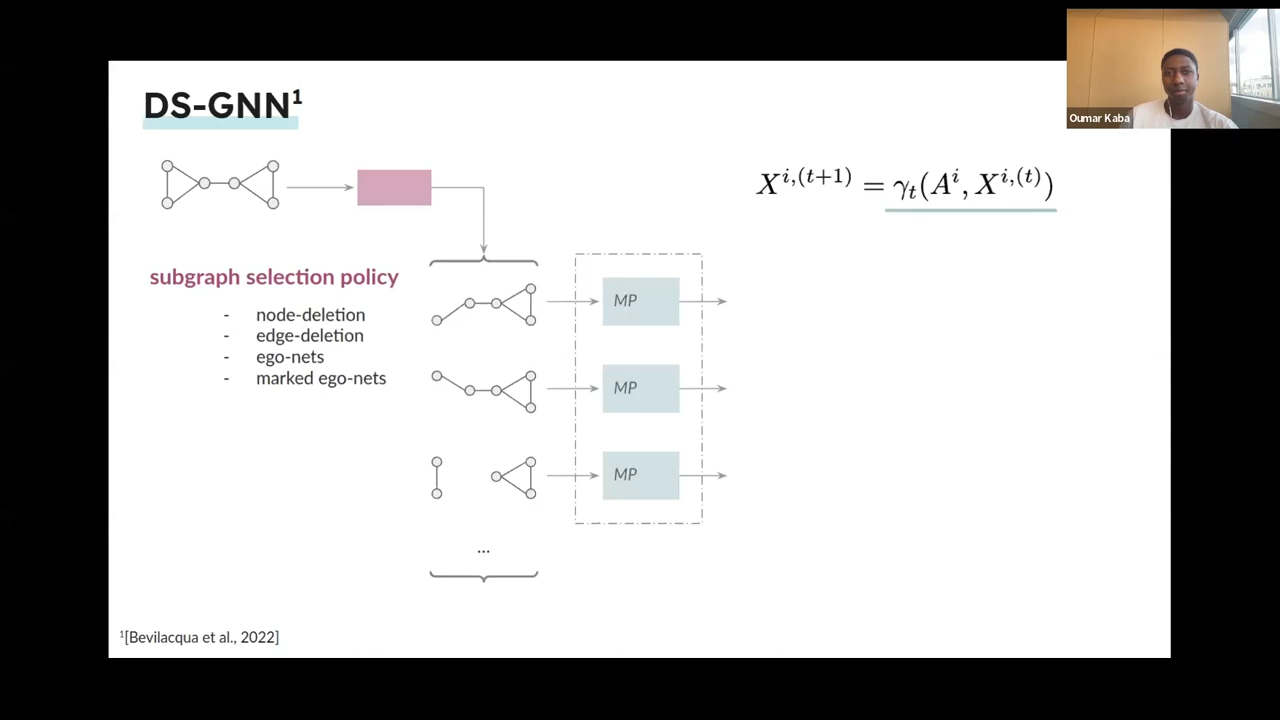 DS-GNN¹
Oumar Kaba
X^{i,(t+1)} = γ_t(A^i, X^{i,(t)})
subgraph selection policy
- node-deletion
- edge-deletion
- ego-nets
- marked ego-nets
MP
MP
MP
...
¹[Bevilacqua et al., 2022]